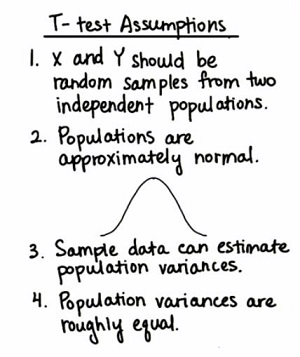 T-test Assumptions
1. X and Y should be
random samples from two
independent populations.
2. Populations are
approximately normal.
3. Sample data can estimate
population variances.
4. Population variances are
roughly equal.